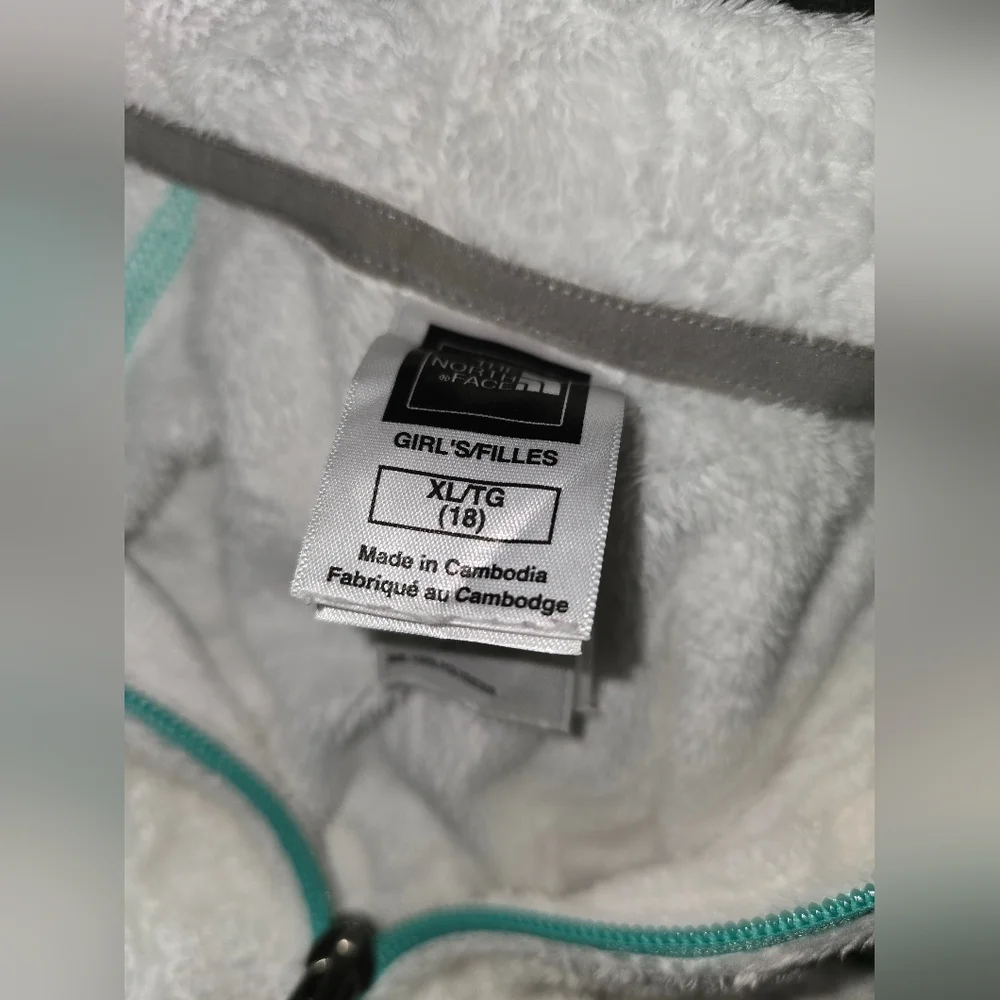 THE
NORTH
®FACE
GIRL'S/FILLES
XL/TG
(18)
Made in Cambodia
Fabriqué au Cambodge